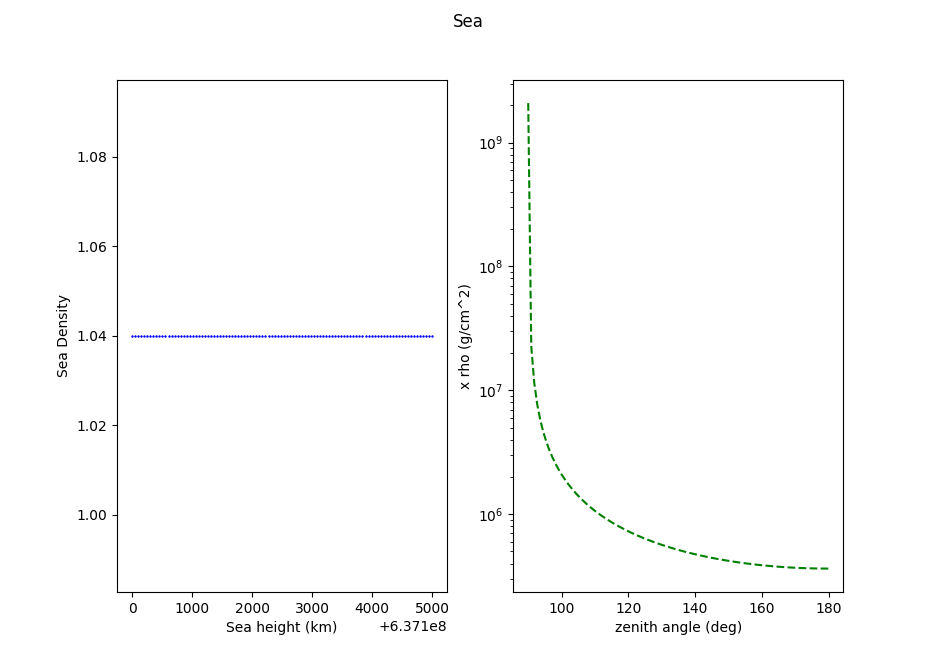 Sea
1.08
1.06
1.04
1.02
1.00
Sea Density
0 1000 2000 3000 4000 5000
Sea height (km)
+6.371e8
10^9
10^8
10^7
10^6
x rho (g/cm^2)
100 120 140 160 180
zenith angle (deg)